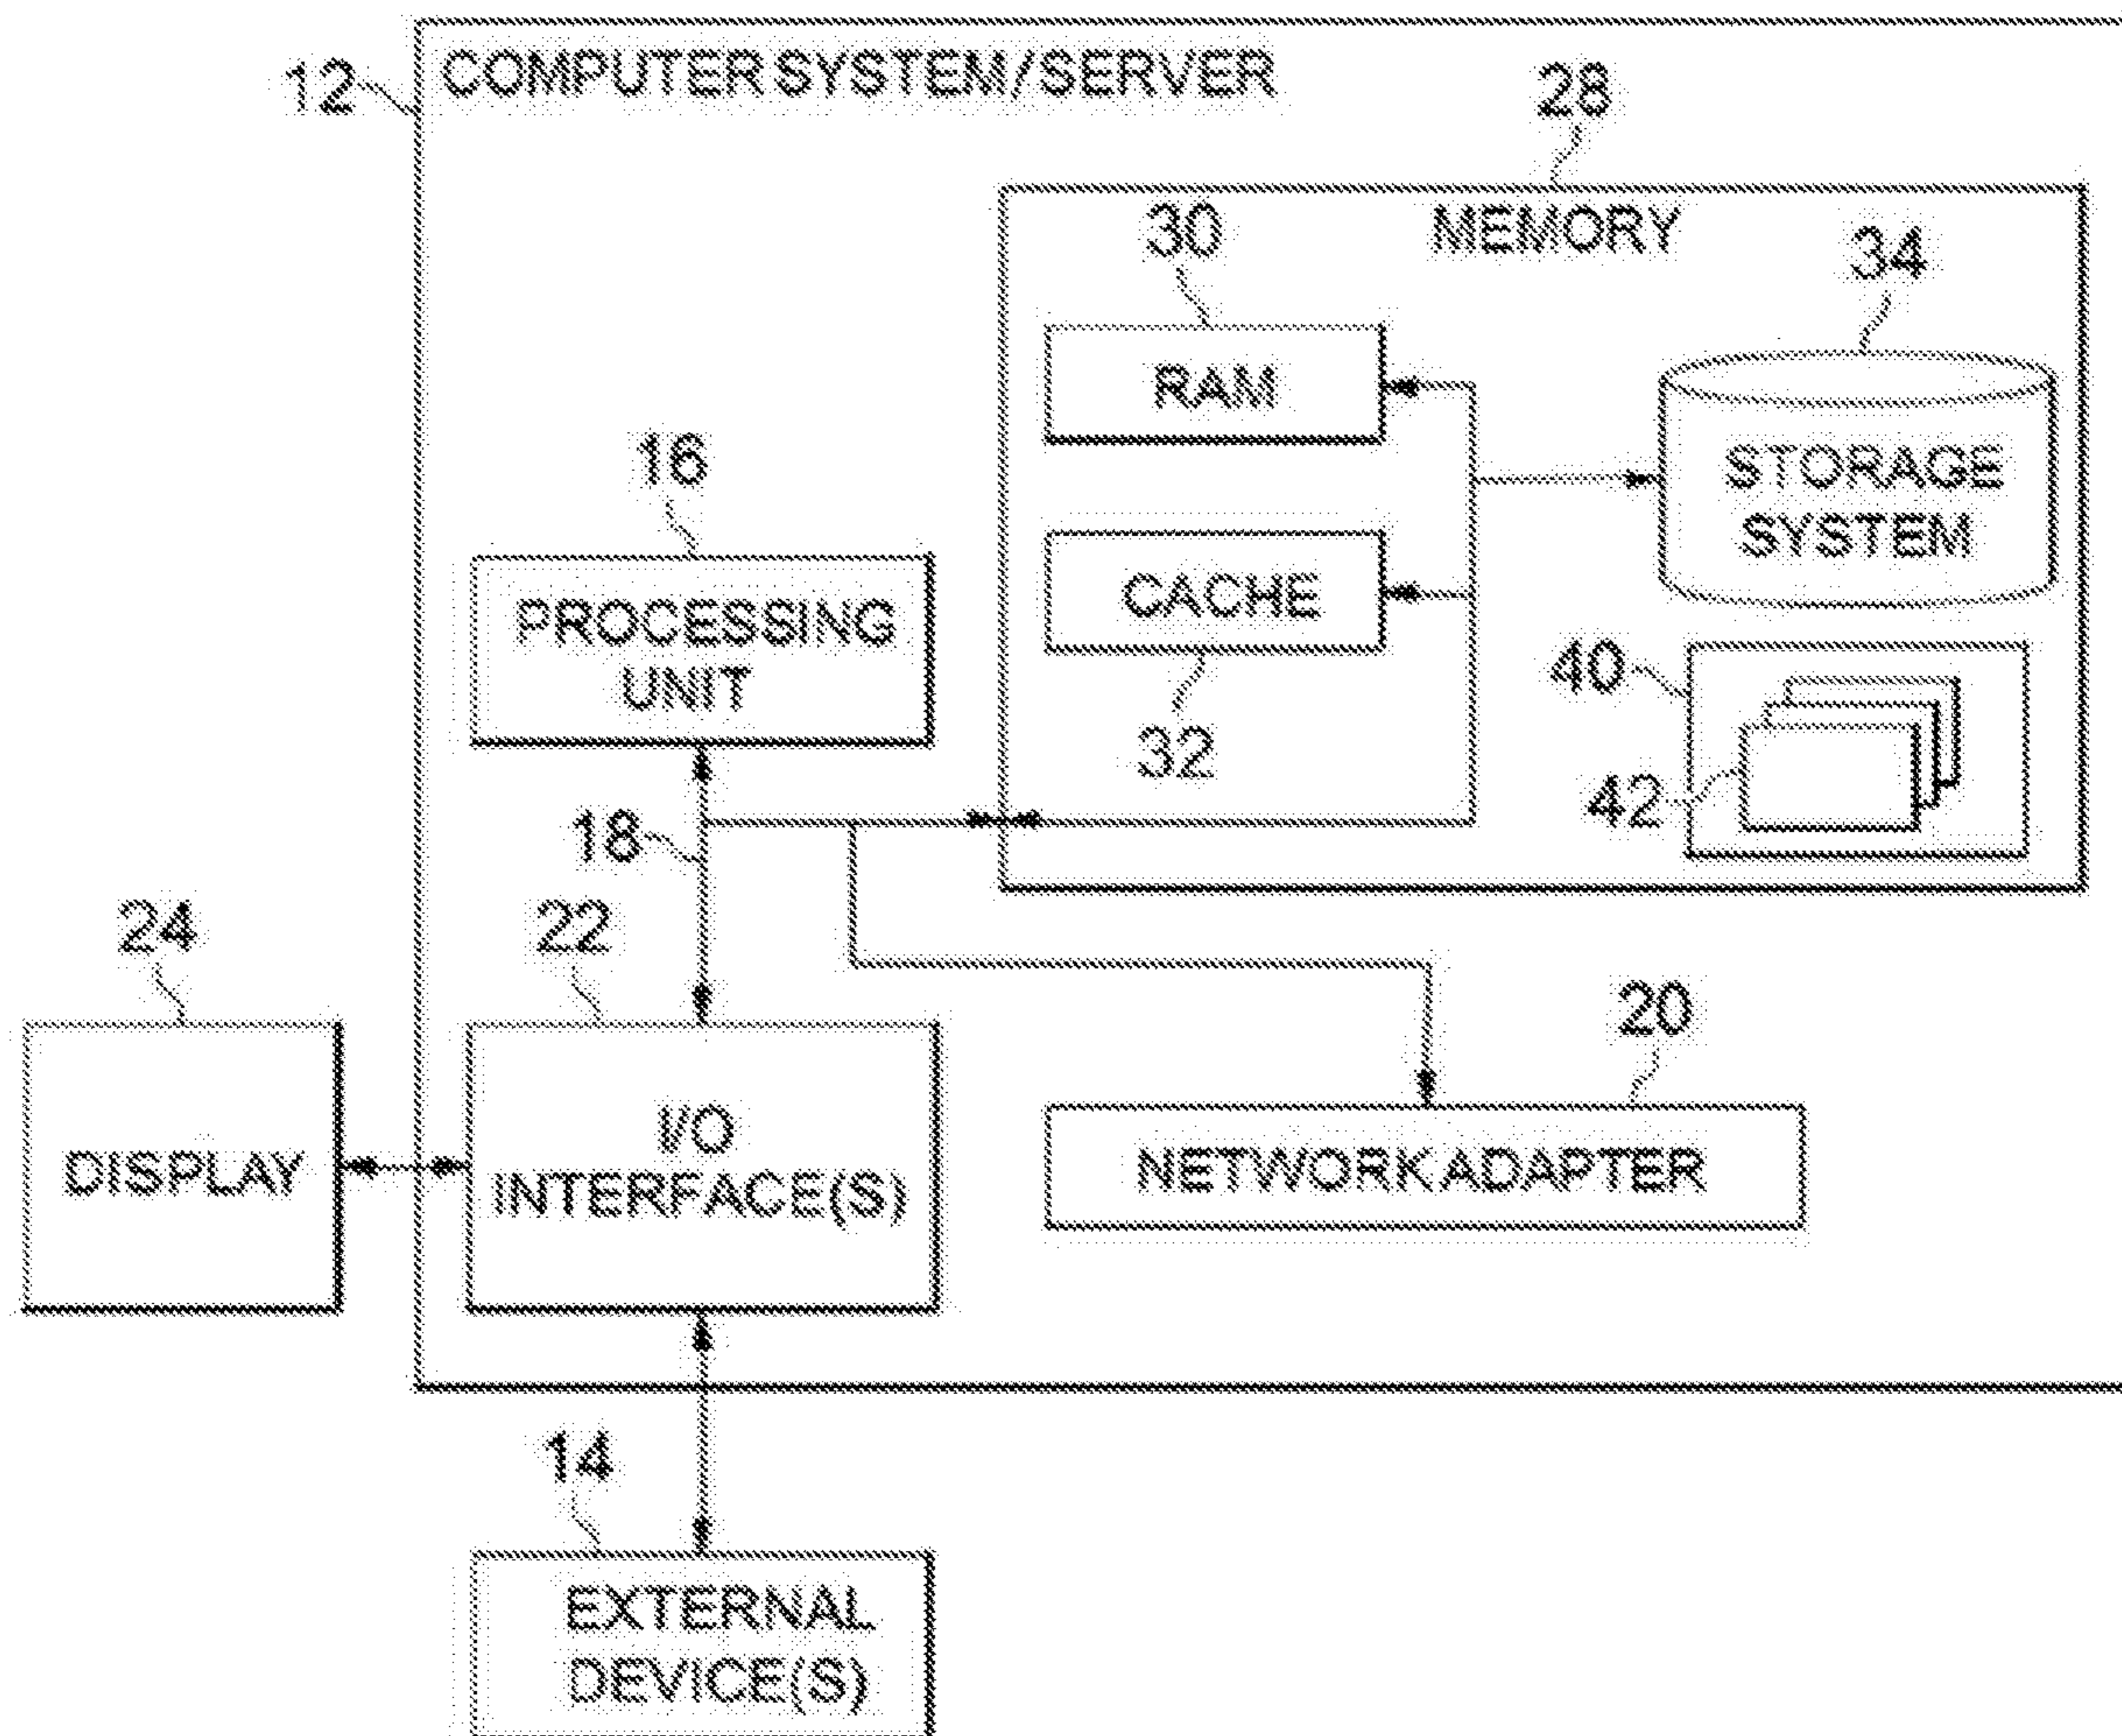 12
COMPUTER SYSTEM/SERVER
28
MEMORY
30
34
RAM
16
STORAGE
SYSTEM
PROCESSING
UNIT
CACHE
40
32
42
18
24
22
20
DISPLAY
I/O
INTERFACE(S)
NETWORK ADAPTER
14
EXTERNAL
DEVICE(S)